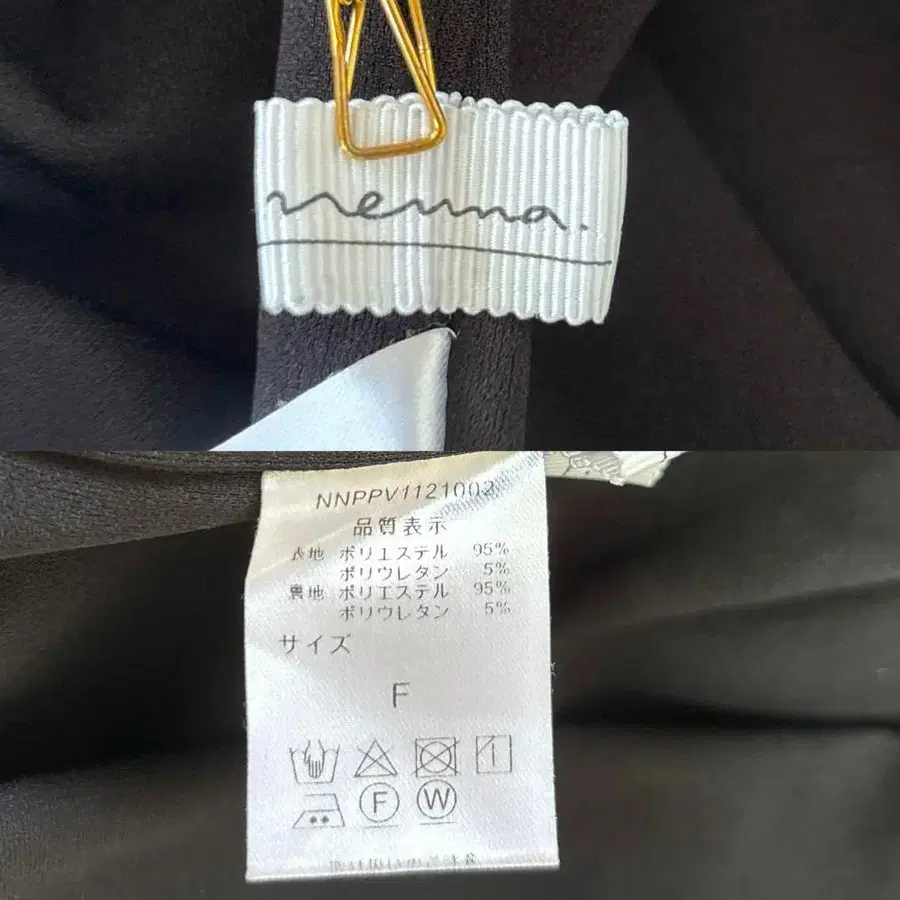 nenna.
NNPPV1121002
品質表示
表地 ポリエステル 95%
ポリウレタン 5%
裏地 ポリエステル 95%
ポリウレタン 5%
サイズ
F
F W